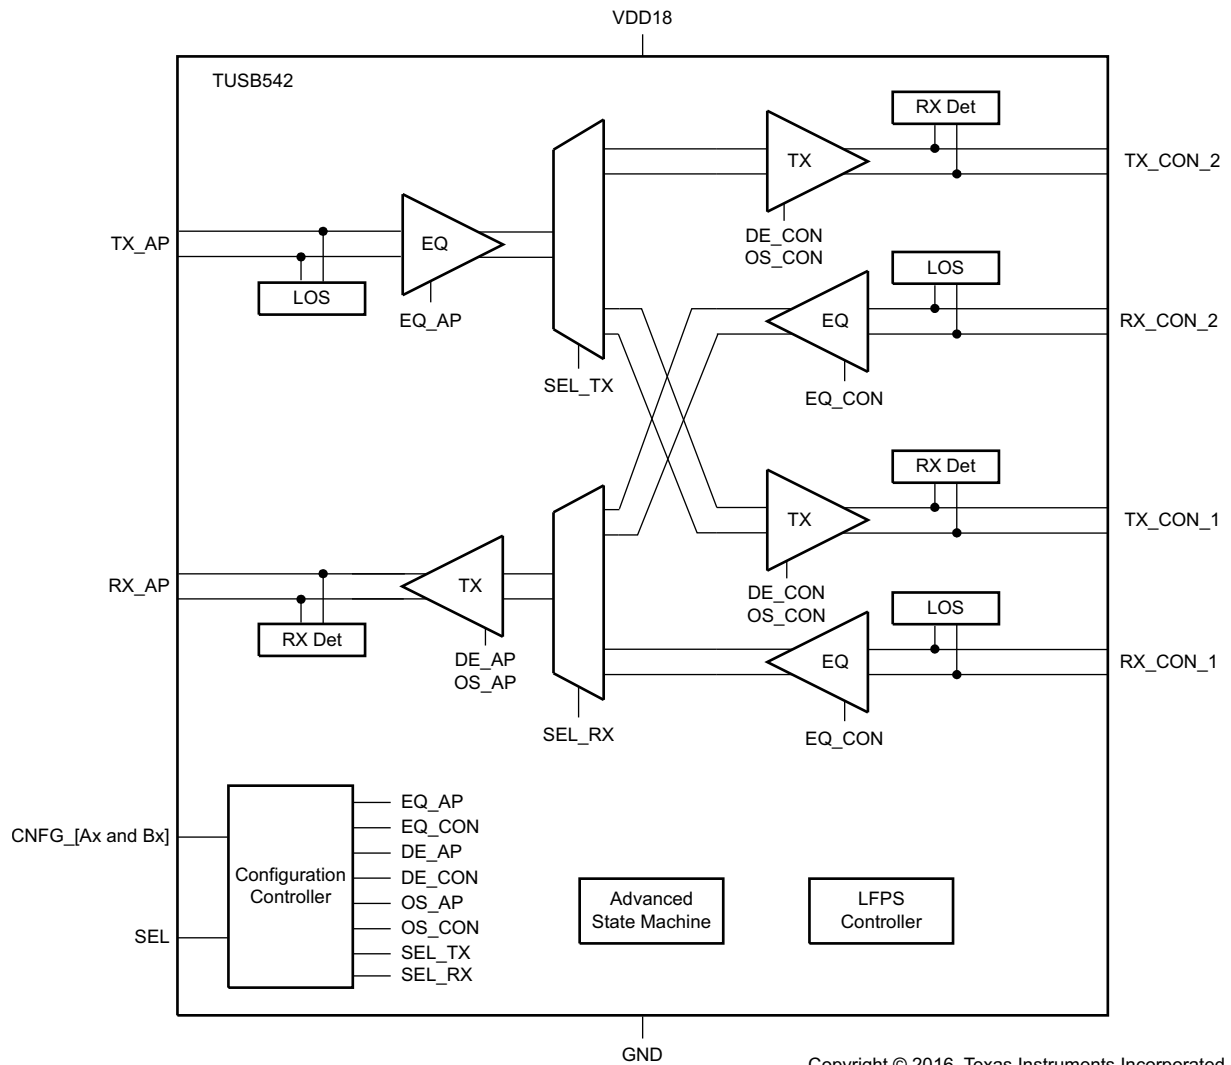 VDD18
TUSB542
RX Det
TX
TX_CON_2
DE_CON
OS_CON
TX_AP
EQ
LOS
EQ_AP
LOS
EQ
RX_CON_2
SEL_TX
EQ_CON
RX Det
TX
TX_CON_1
DE_CON
OS_CON
RX_AP
TX
RX Det
DE_AP
OS_AP
LOS
EQ
RX_CON_1
SEL_RX
EQ_CON
CNFG_[Ax and Bx]
SEL
Configuration
Controller
EQ_AP
EQ_CON
DE_AP
DE_CON
OS_AP
OS_CON
SEL_TX
SEL_RX
Advanced
State Machine
LFPS
Controller
GND
Copyright © 2016, Texas Instruments Incorporated